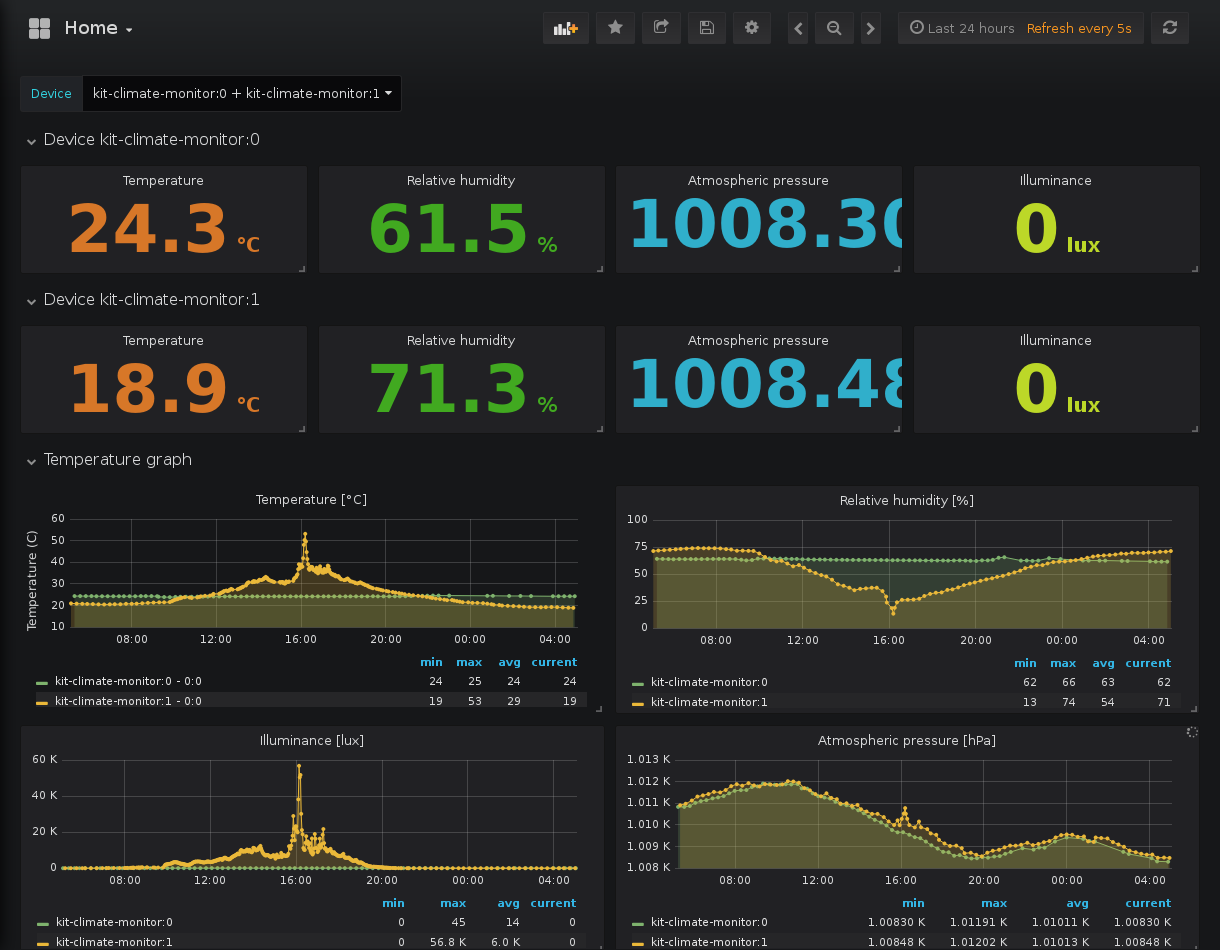 Home
Last 24 hours Refresh every 5s
Device kit-climate-monitor:0 + kit-climate-monitor:1
Device kit-climate-monitor:0
Temperature Relative humidity Atmospheric pressure Illuminance
24.3 °C 61.5 % 1008.30 0 lux
Device kit-climate-monitor:1
Temperature Relative humidity Atmospheric pressure Illuminance
18.9 °C 71.3 % 1008.48 0 lux
Temperature graph
Temperature [°C]
Temperature (C)
60
50
40
30
20
10
08:00 12:00 16:00 20:00 00:00 04:00
min max avg current
kit-climate-monitor:0 - 0:0 24 25 24 24
kit-climate-monitor:1 - 0:0 19 53 29 19
Relative humidity [%]
100
75
50
25
0
08:00 12:00 16:00 20:00 00:00 04:00
min max avg current
kit-climate-monitor:0 62 66 63 62
kit-climate-monitor:1 13 74 54 71
Illuminance [lux]
60 K
40 K
20 K
0
08:00 12:00 16:00 20:00 00:00 04:00
min max avg current
kit-climate-monitor:0 0 45 14 0
kit-climate-monitor:1 0 56.8 K 6.0 K 0
Atmospheric pressure [hPa]
1.013 K
1.012 K
1.011 K
1.010 K
1.009 K
1.008 K
08:00 12:00 16:00 20:00 00:00 04:00
min max avg current
kit-climate-monitor:0 1.00830 K 1.01191 K 1.01011 K 1.00830 K
kit-climate-monitor:1 1.00848 K 1.01202 K 1.01013 K 1.00848 K